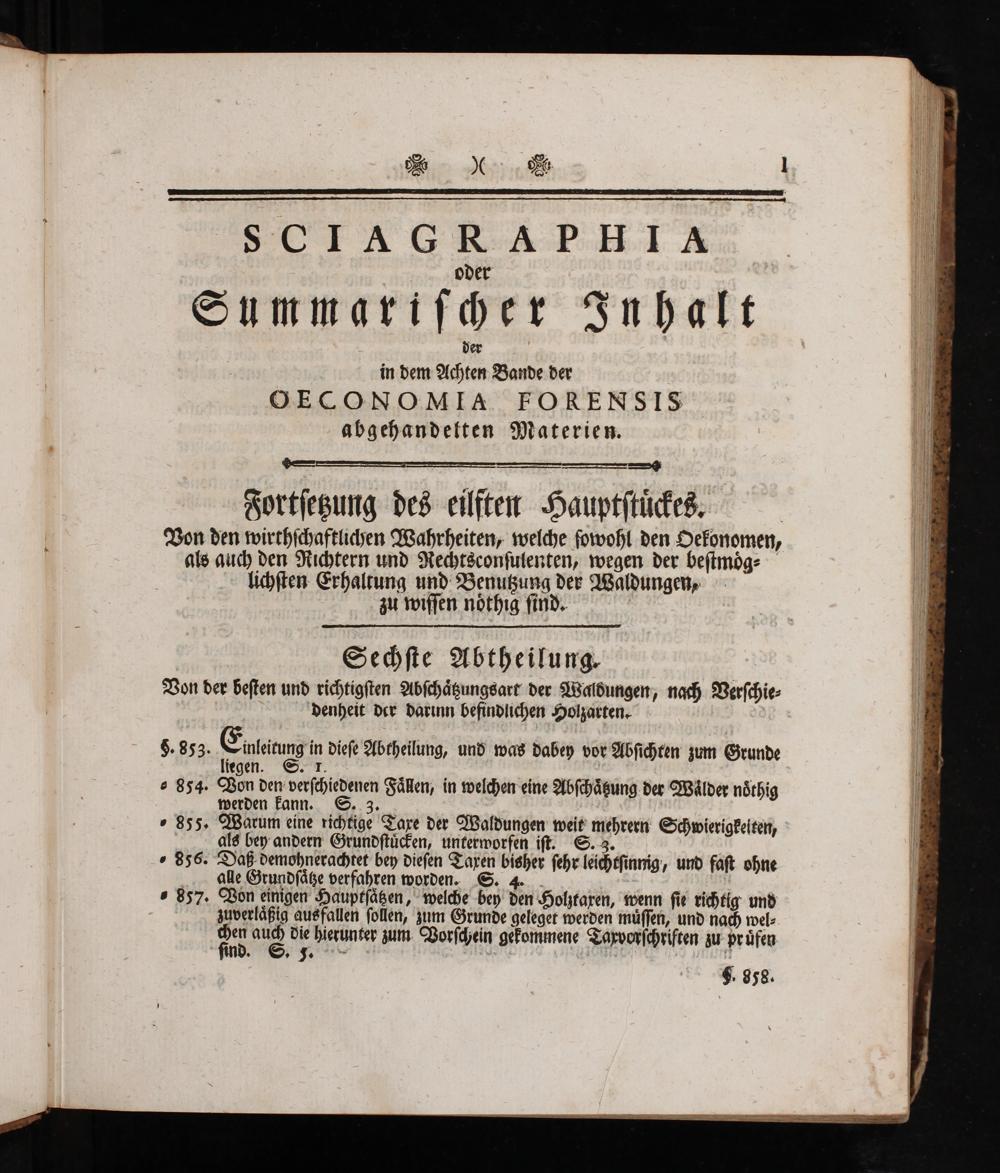 )( I
SCIAGRAPHIA
oder
Summarischer Inhalt
der
in dem Achten Bande der
OECONOMIA FORENSIS
abgehandelten Materien.
Fortsetzung des eilften Hauptstückes.
Von den wirthschaftlichen Wahrheiten, welche sowohl den Oekonomen,
als auch den Richtern und Rechtsconsulenten, wegen der bestmög-
lichsten Erhaltung und Benutzung der Waldungen,
zu wissen nöthig sind.
Sechste Abtheilung.
Von der besten und richtigsten Abschätzungsart der Waldungen, nach Verschie-
denheit der darinn befindlichen Holzarten.
§. 853. Einleitung in diese Abtheilung, und was dabey vor Absichten zum Grunde
liegen. S. 1.
= 854. Von den verschiedenen Fällen, in welchen eine Abschätzung der Wälder nöthig
werden kann. S. 3.
= 855. Warum eine richtige Taxe der Waldungen weit mehrern Schwierigkeiten,
als bey andern Grundstücken, unterworfen ist. S. 3.
= 856. Daß demohnerachtet bey diesen Taxen bisher sehr leichtsinnig, und fast ohne
alle Grundsätze verfahren worden. S. 4.
= 857. Von einigen Hauptsätzen, welche bey den Holztaxen, wenn sie richtig und
zuverläßig ausfallen sollen, zum Grunde geleget werden müssen, und nach wel-
chen auch die hierunter zum Vorschein gekommene Taxvorschriften zu prüfen
sind. S. 5.
§. 858.